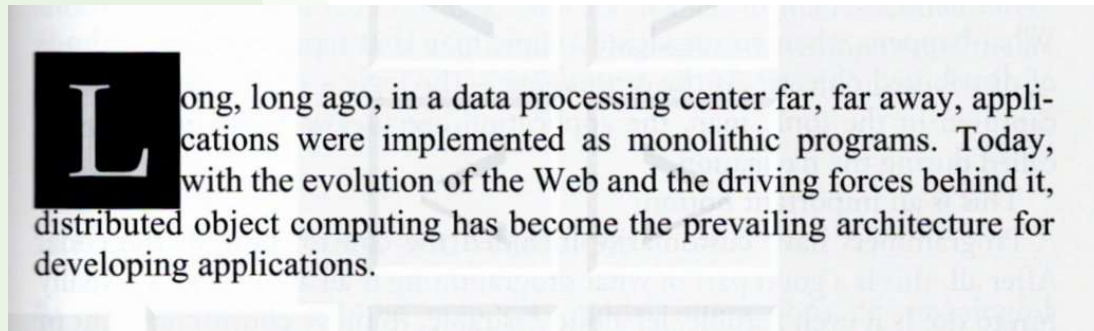 Long, long ago, in a data processing center far, far away, appli-
cations were implemented as monolithic programs. Today,
with the evolution of the Web and the driving forces behind it,
distributed object computing has become the prevailing architecture for
developing applications.